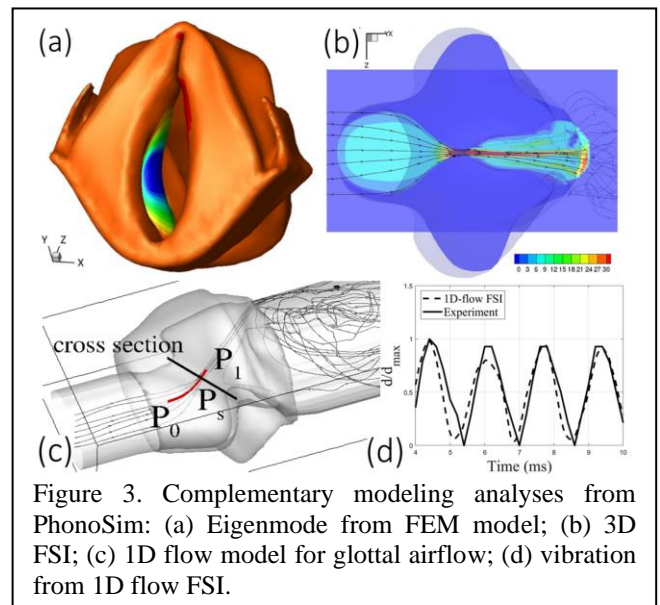 (a)
(b)
YX
Z
Y Z
X
0 3 6 9 12 15 18 21 24 27 30
cross section
P1
Ps
P0
(c)
(d)
1.5
1
0.5
0
d/dmax
1D-flow FSI
Experiment
4 5 6 7 8 9 10
Time (ms)
Figure 3. Complementary modeling analyses from
PhonoSim: (a) Eigenmode from FEM model; (b) 3D
FSI; (c) 1D flow model for glottal airflow; (d) vibration
from 1D flow FSI.